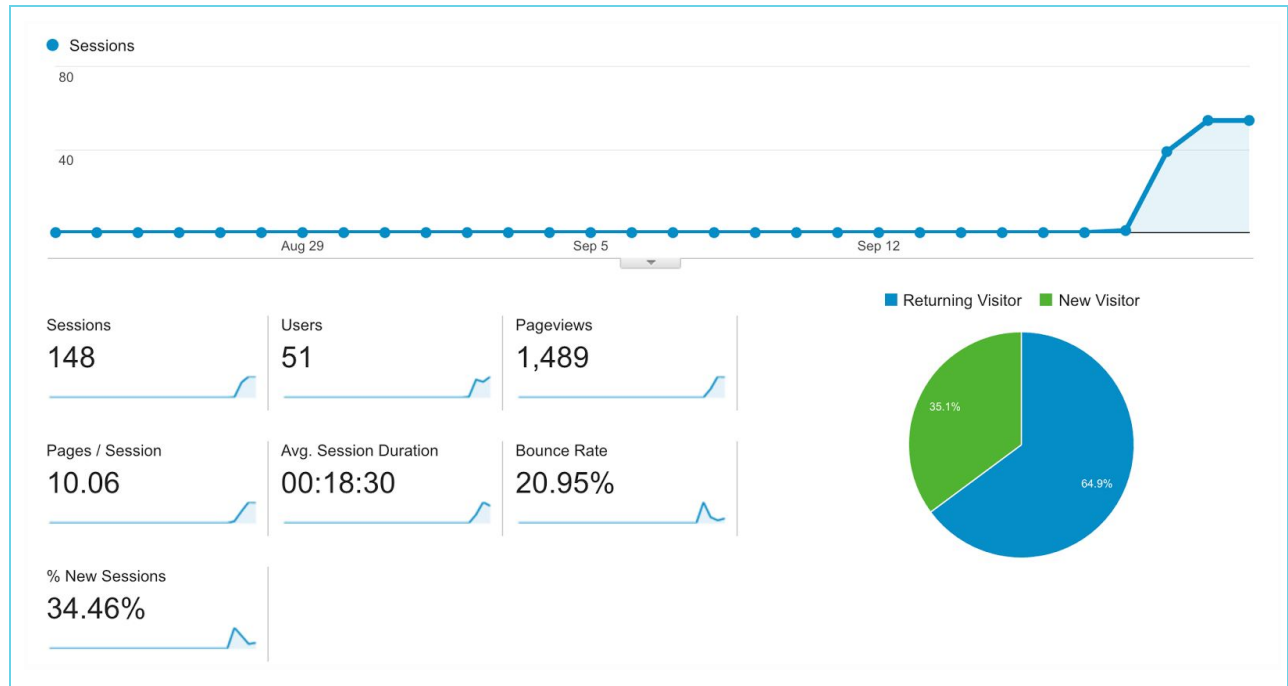 Sessions
80
40
Aug 29 Sep 5 Sep 12
Returning Visitor New Visitor
Sessions Users Pageviews
148 51 1,489
35.1%
64.9%
Pages / Session Avg. Session Duration Bounce Rate
10.06 00:18:30 20.95%
% New Sessions
34.46%